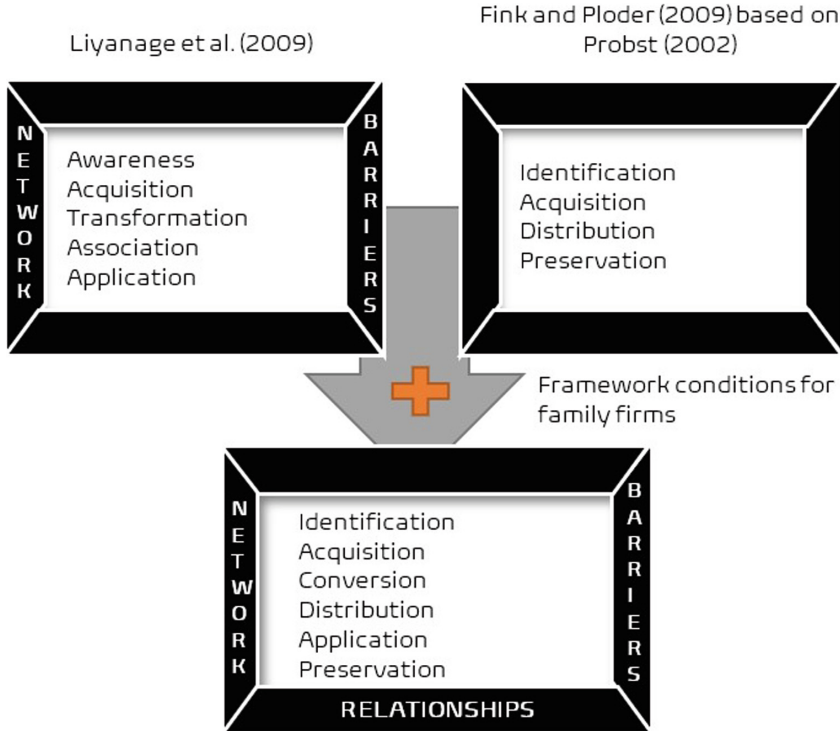 Liyanage et al. (2009)
Fink and Ploder (2009) based on
Probst (2002)
NETWORK
Awareness
Acquisition
Transformation
Association
Application
BARRIERS
Identification
Acquisition
Distribution
Preservation
Framework conditions for
family firms
NETWORK
Identification
Acquisition
Conversion
Distribution
Application
Preservation
BARRIERS
RELATIONSHIPS